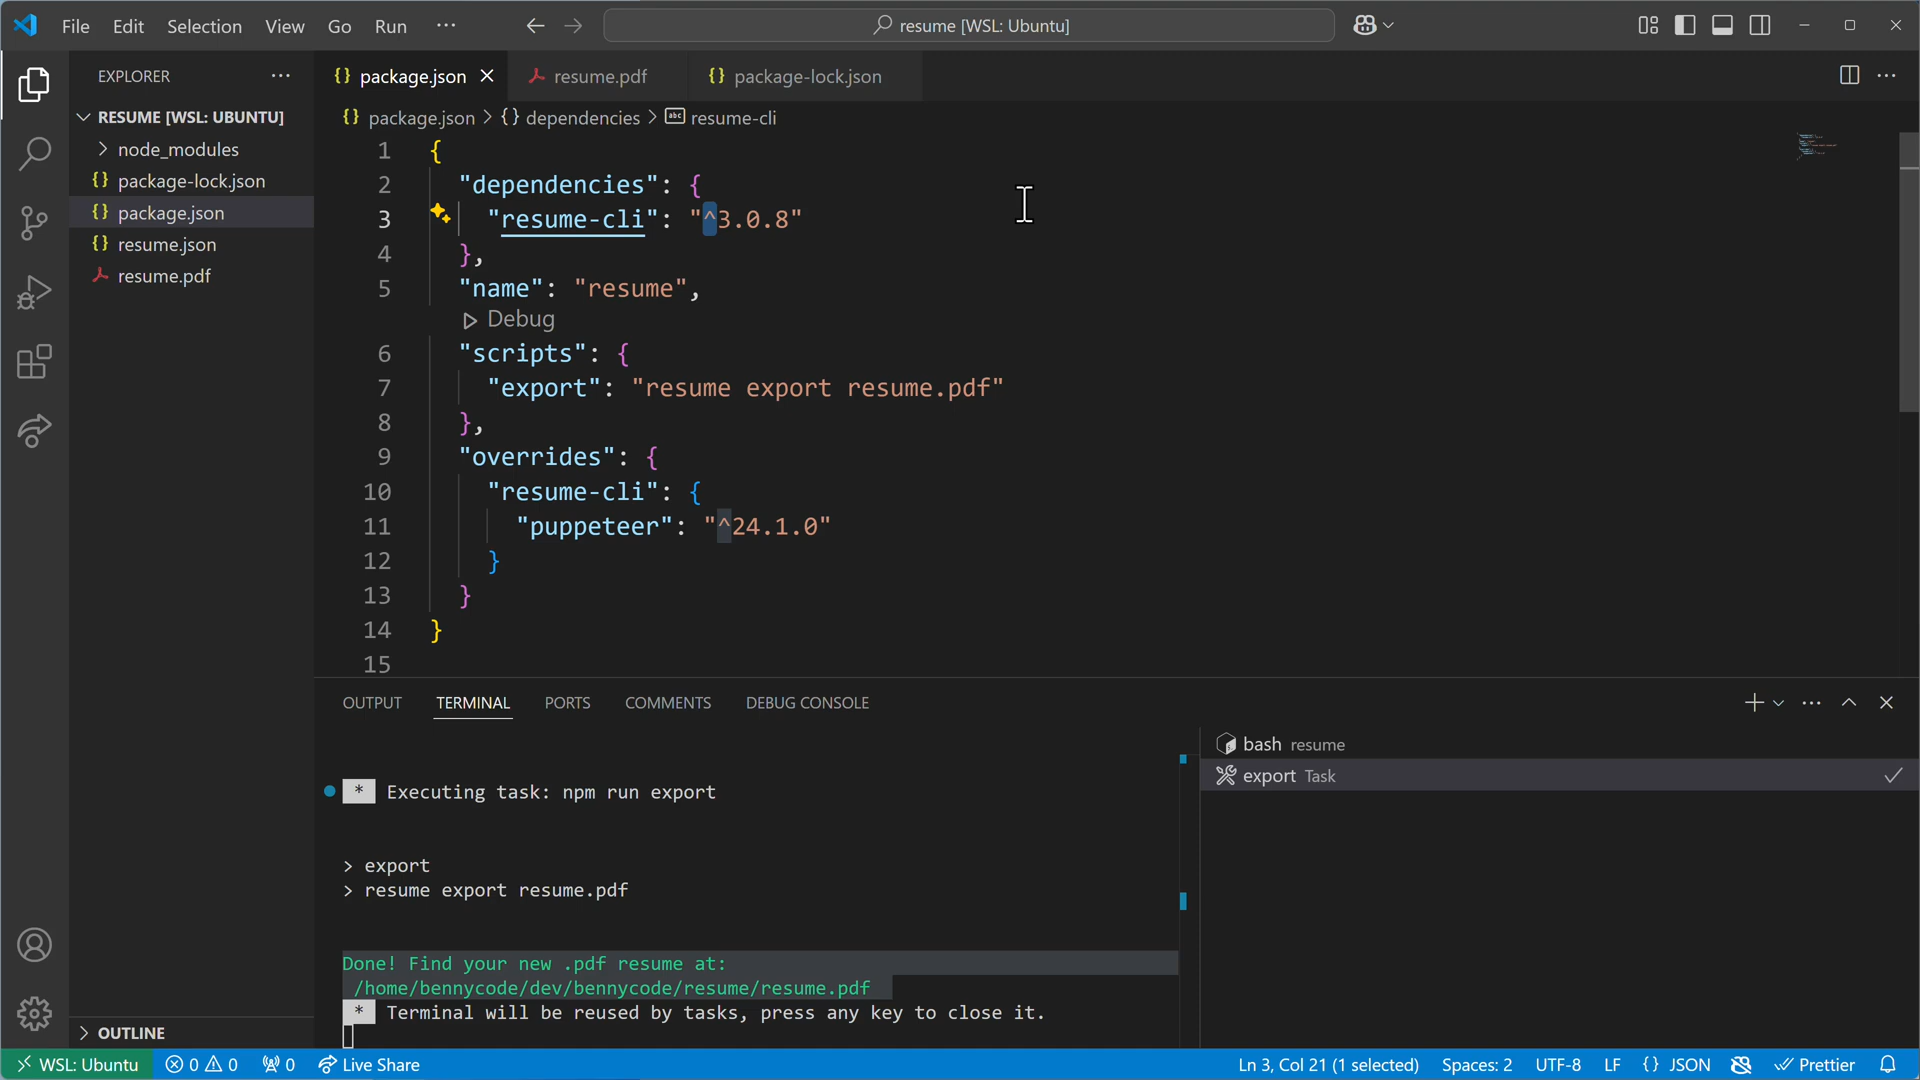 File Edit Selection View Go Run ···
resume [WSL: Ubuntu]
EXPLORER
RESUME [WSL: UBUNTU]
node_modules
package-lock.json
package.json
resume.json
resume.pdf
OUTLINE
package.json resume.pdf package-lock.json
package.json > {} dependencies > resume-cli
1 {
2 "dependencies": {
3 "resume-cli": "^3.0.8"
4 },
5 "name": "resume",
Debug
6 "scripts": {
7 "export": "resume export resume.pdf"
8 },
9 "overrides": {
10 "resume-cli": {
11 "puppeteer": "^24.1.0"
12 }
13 }
14 }
15
OUTPUT TERMINAL PORTS COMMENTS DEBUG CONSOLE
* Executing task: npm run export
> export
> resume export resume.pdf
Done! Find your new .pdf resume at:
/home/bennycode/dev/bennycode/resume/resume.pdf
* Terminal will be reused by tasks, press any key to close it.
bash resume
export Task
WSL: Ubuntu 0 0 0 Live Share Ln 3, Col 21 (1 selected) Spaces: 2 UTF-8 LF {} JSON Prettier